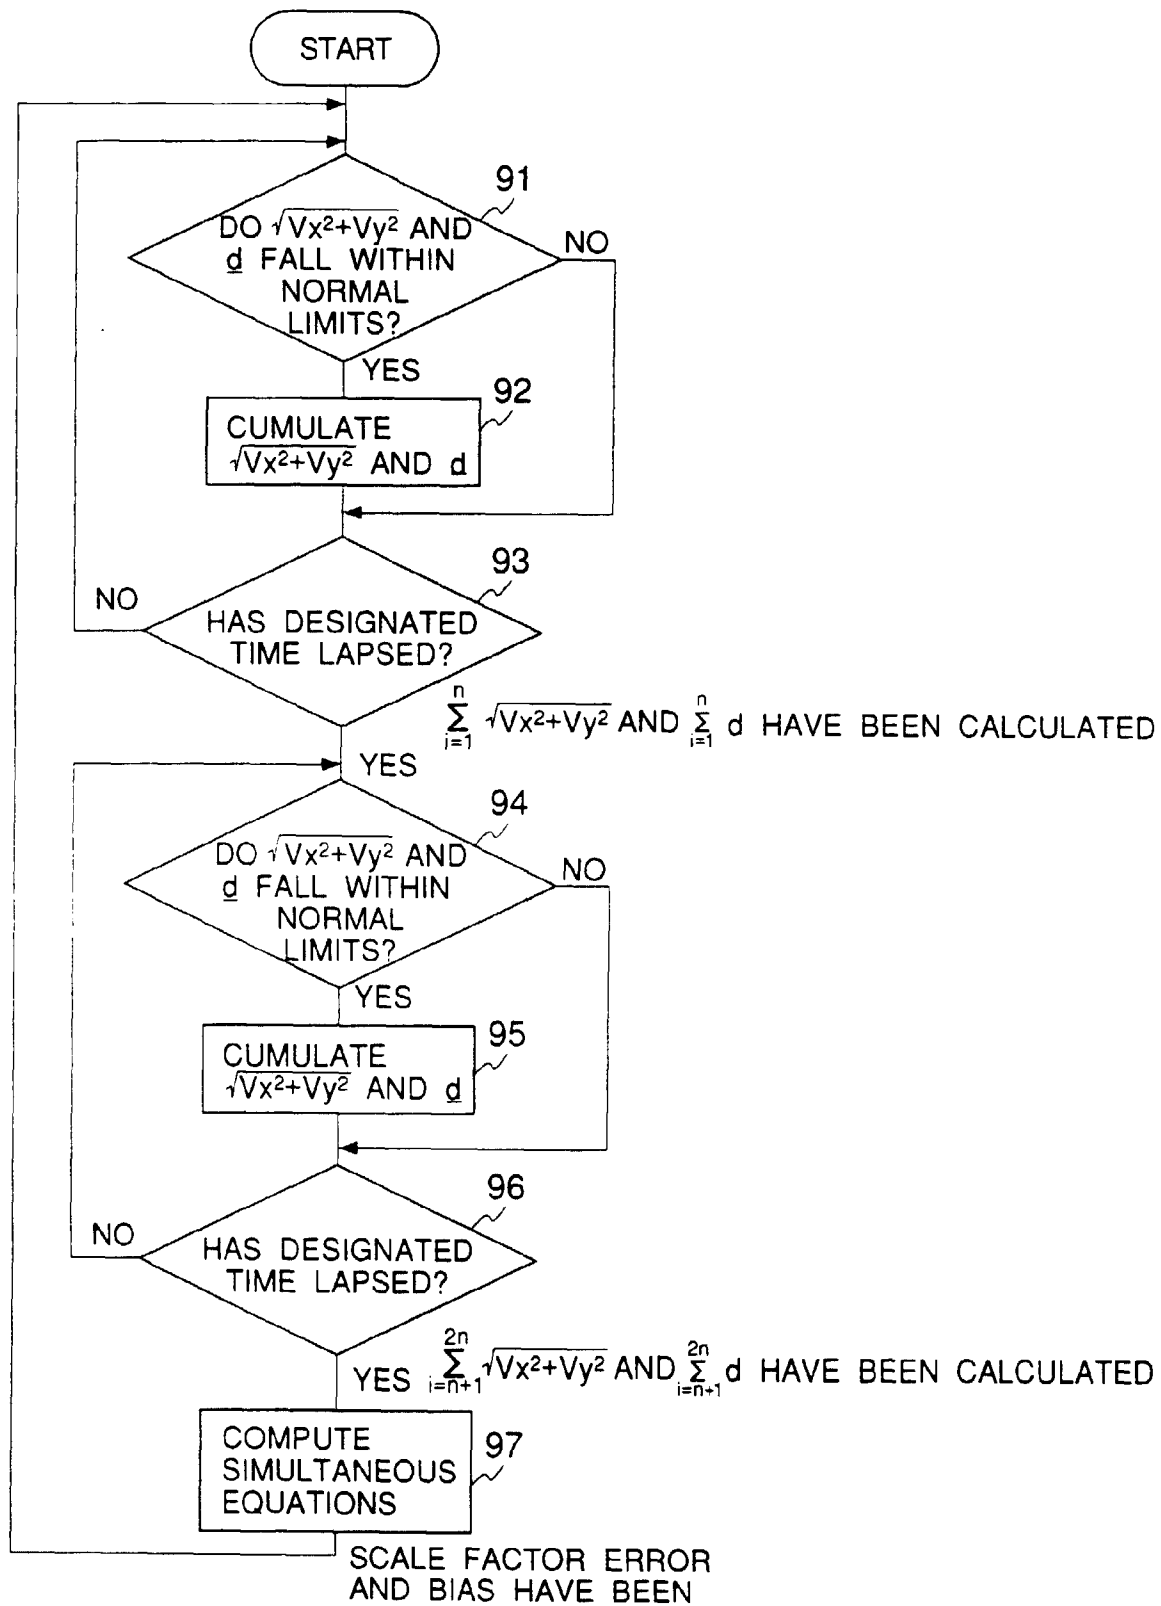 START
91
DO √Vx²+Vy² AND
d FALL WITHIN
NORMAL
LIMITS?
NO
YES
92
CUMULATE
√Vx²+Vy² AND d
93
NO
HAS DESIGNATED
TIME LAPSED?
n
Σ √Vx²+Vy² AND Σ d HAVE BEEN CALCULATED
i=1
n
i=1
YES
94
DO √Vx²+Vy² AND
d FALL WITHIN
NORMAL
LIMITS?
NO
YES
95
CUMULATE
√Vx²+Vy² AND d
96
NO
HAS DESIGNATED
TIME LAPSED?
2n
YES Σ √Vx²+Vy² AND Σ d HAVE BEEN CALCULATED
i=n+1
2n
i=n+1
97
COMPUTE
SIMULTANEOUS
EQUATIONS
SCALE FACTOR ERROR
AND BIAS HAVE BEEN